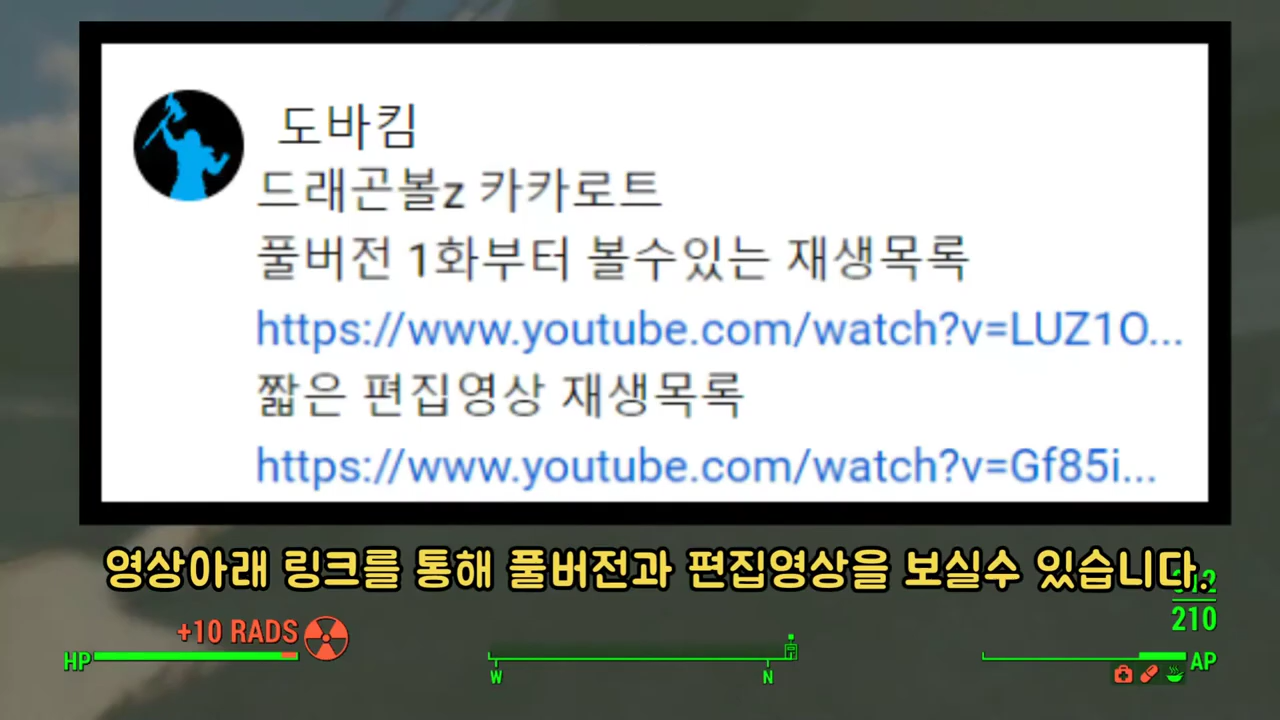 도바킴
드래곤볼z 카카로트
풀버전 1화부터 볼수있는 재생목록
https://www.youtube.com/watch?v=LUZ1O...
짧은 편집영상 재생목록
https://www.youtube.com/watch?v=Gf85i...
영상아래 링크를 통해 풀버전과 편집영상을 보실수 있습니다.
210
+10 RADS
HP
W
N
AP